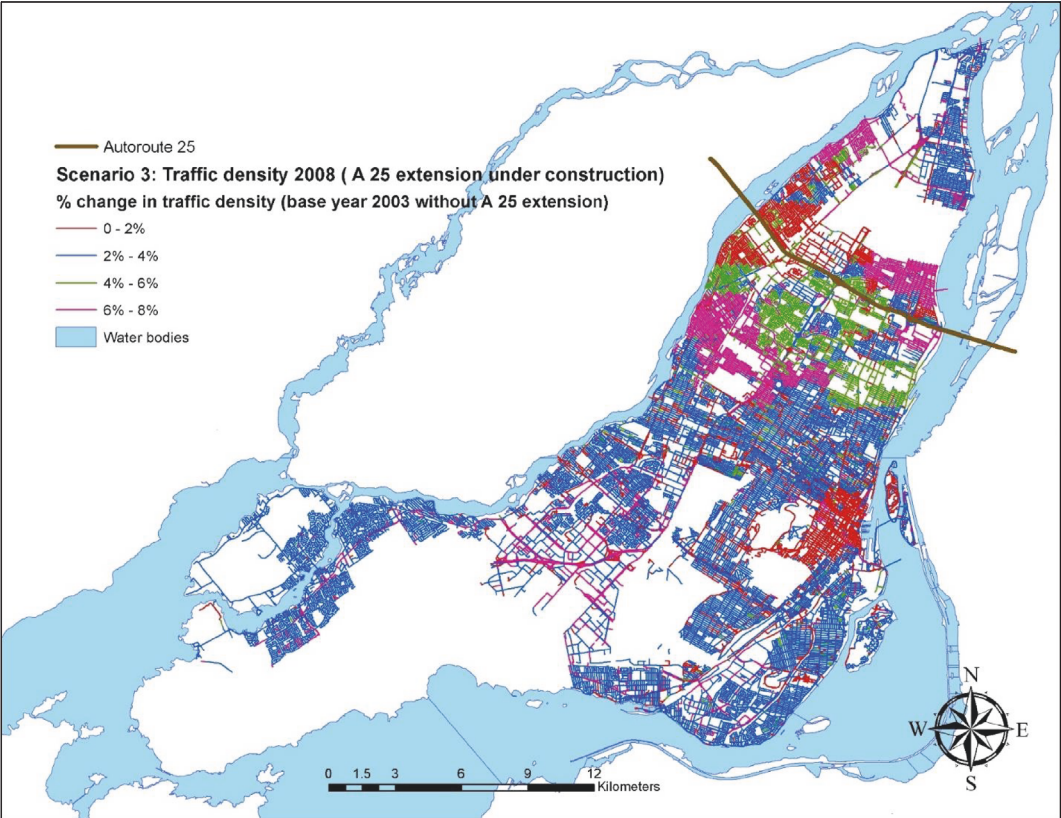 Autoroute 25
Scenario 3: Traffic density 2008 ( A 25 extension under construction)
% change in traffic density (base year 2003 without A 25 extension)
0 - 2%
2% - 4%
4% - 6%
6% - 8%
Water bodies
N
W E
S
0 1.5 3 6 9 12
Kilometers